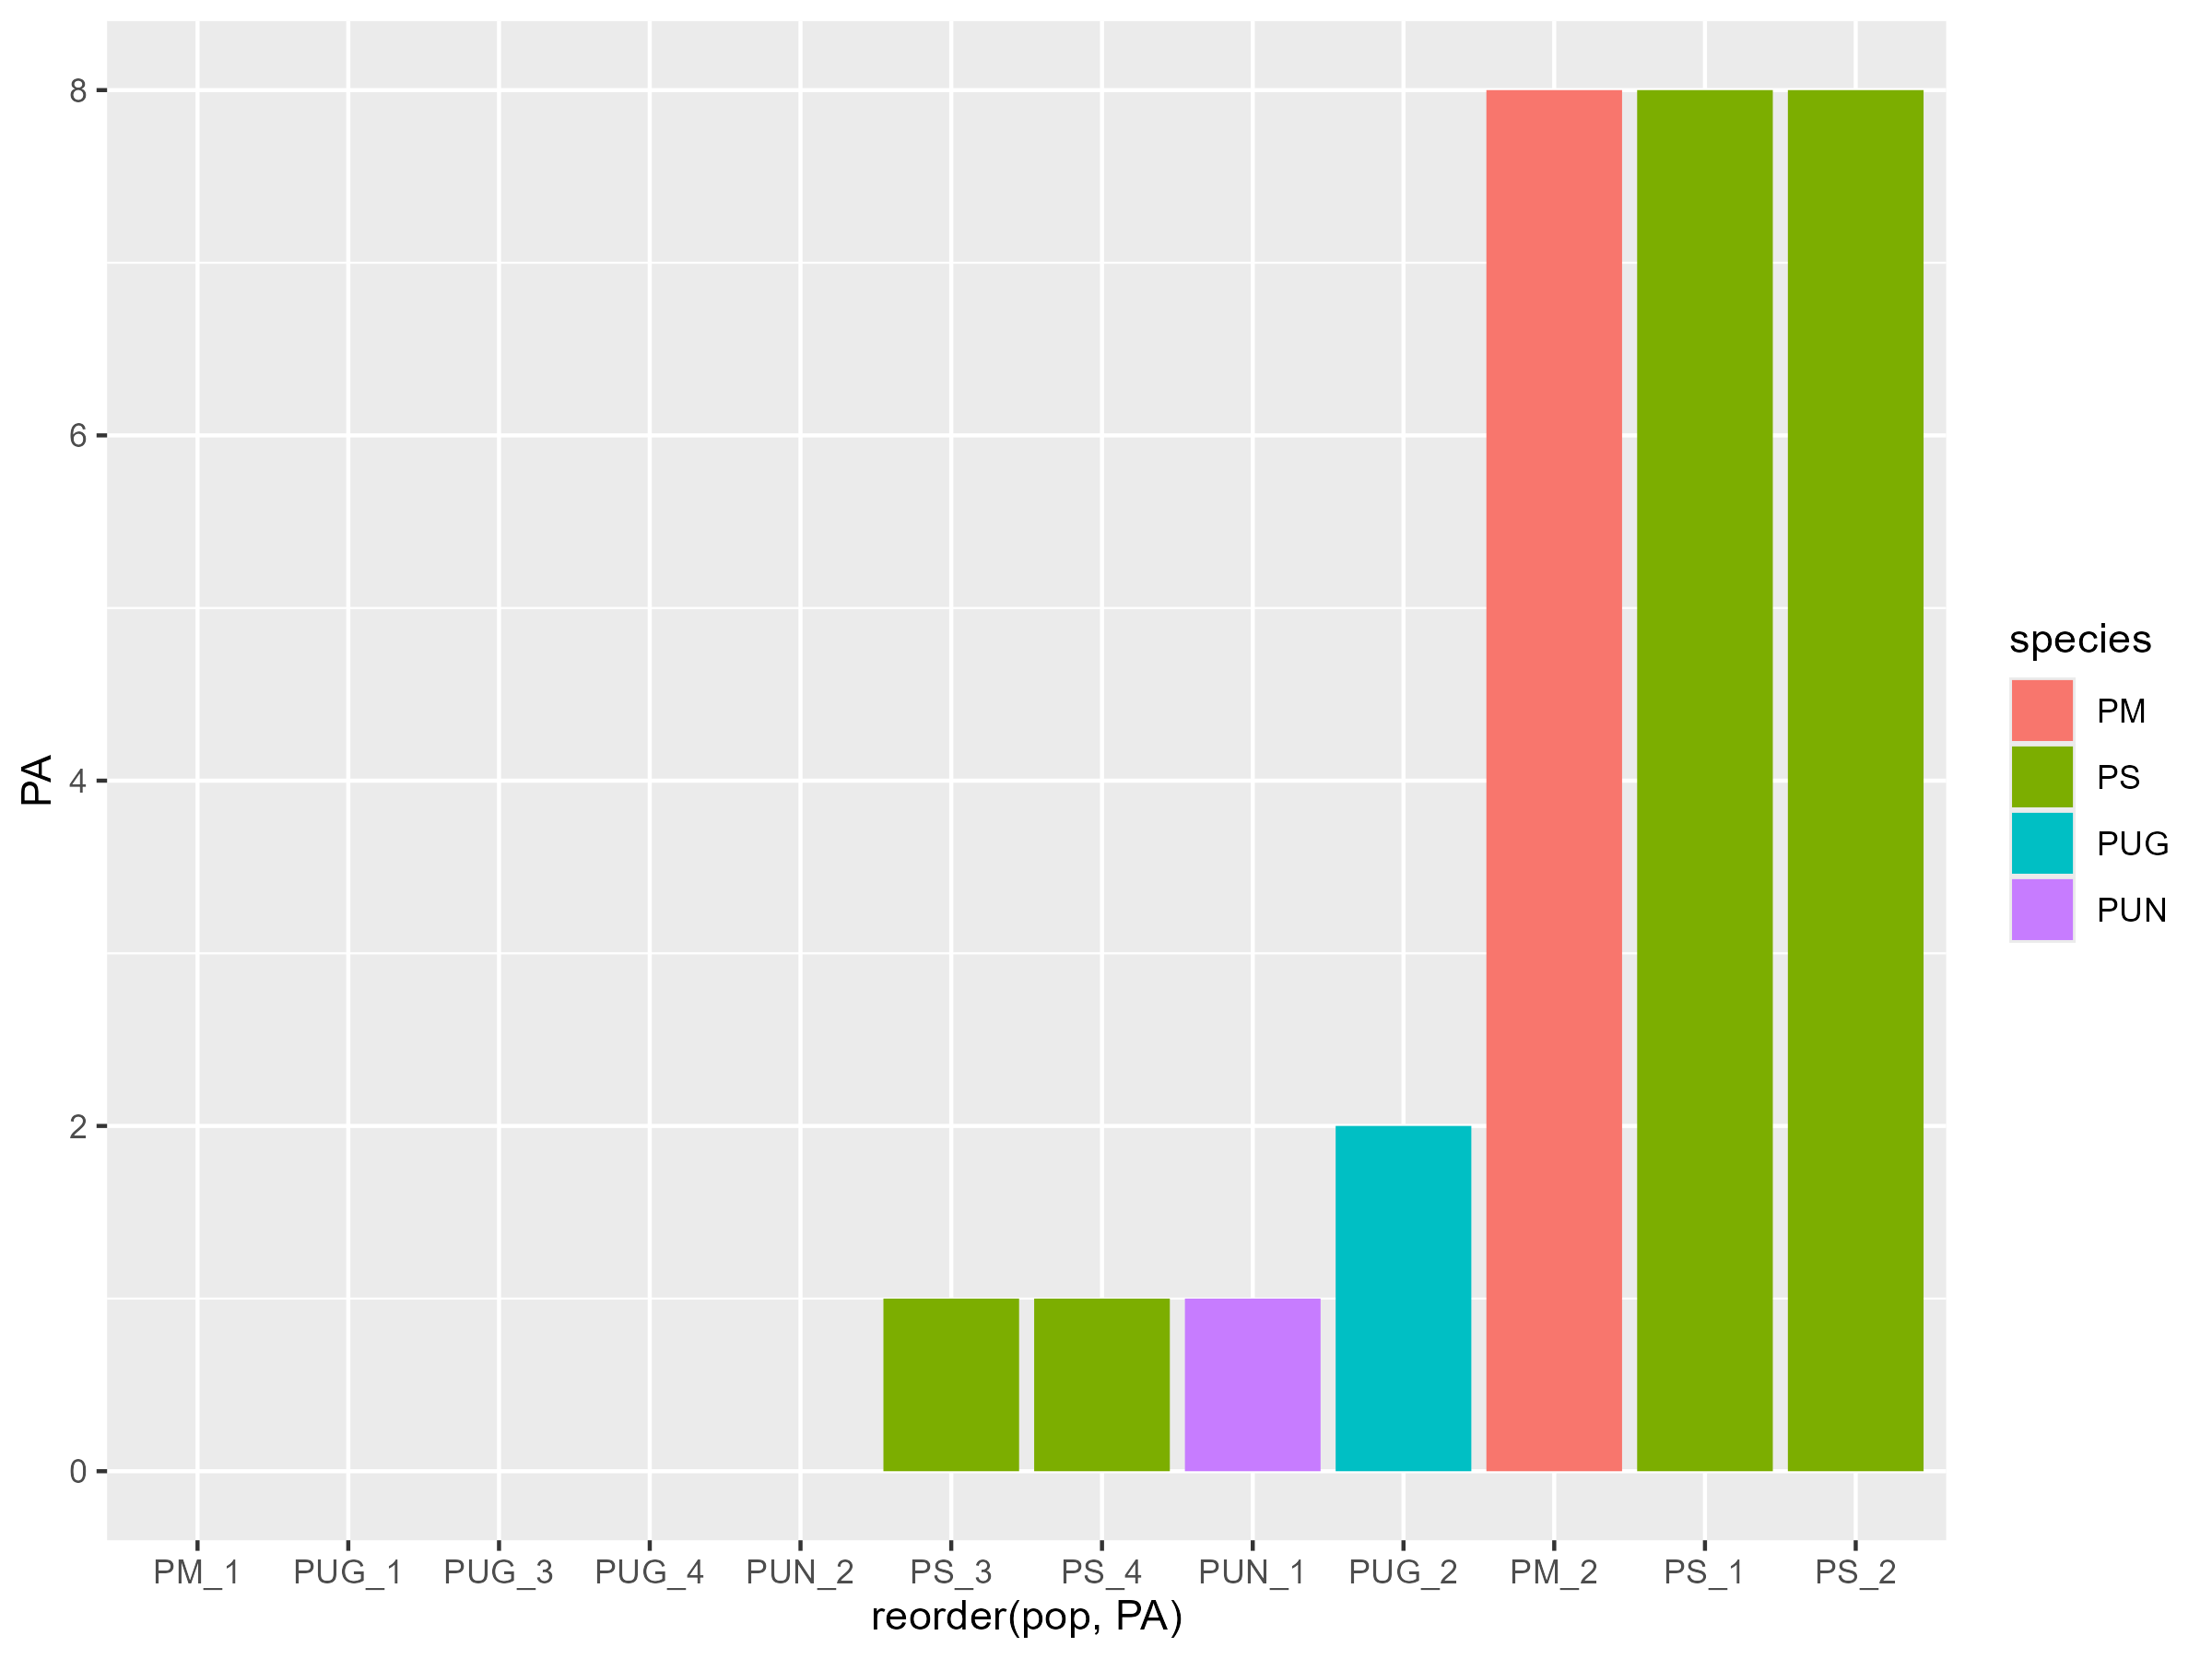 8
6
4
2
0
PA
PM_1 PUG_1 PUG_3 PUG_4 PUN_2 PS_3 PS_4 PUN_1 PUG_2 PM_2 PS_1 PS_2
reorder(pop, PA)
species
PM
PS
PUG
PUN